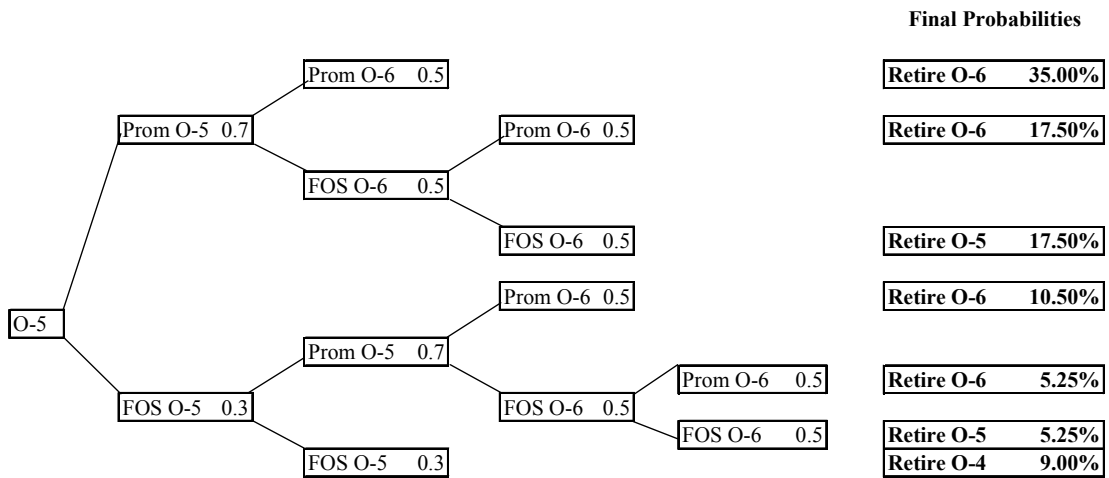 Final Probabilities
Prom O-6 0.5
Retire O-6 35.00%
Prom O-5 0.7
Prom O-6 0.5
Retire O-6 17.50%
FOS O-6 0.5
FOS O-6 0.5
Retire O-5 17.50%
Prom O-6 0.5
Retire O-6 10.50%
O-5
Prom O-5 0.7
Prom O-6 0.5
Retire O-6 5.25%
FOS O-5 0.3
FOS O-6 0.5
FOS O-6 0.5
Retire O-5 5.25%
FOS O-5 0.3
Retire O-4 9.00%